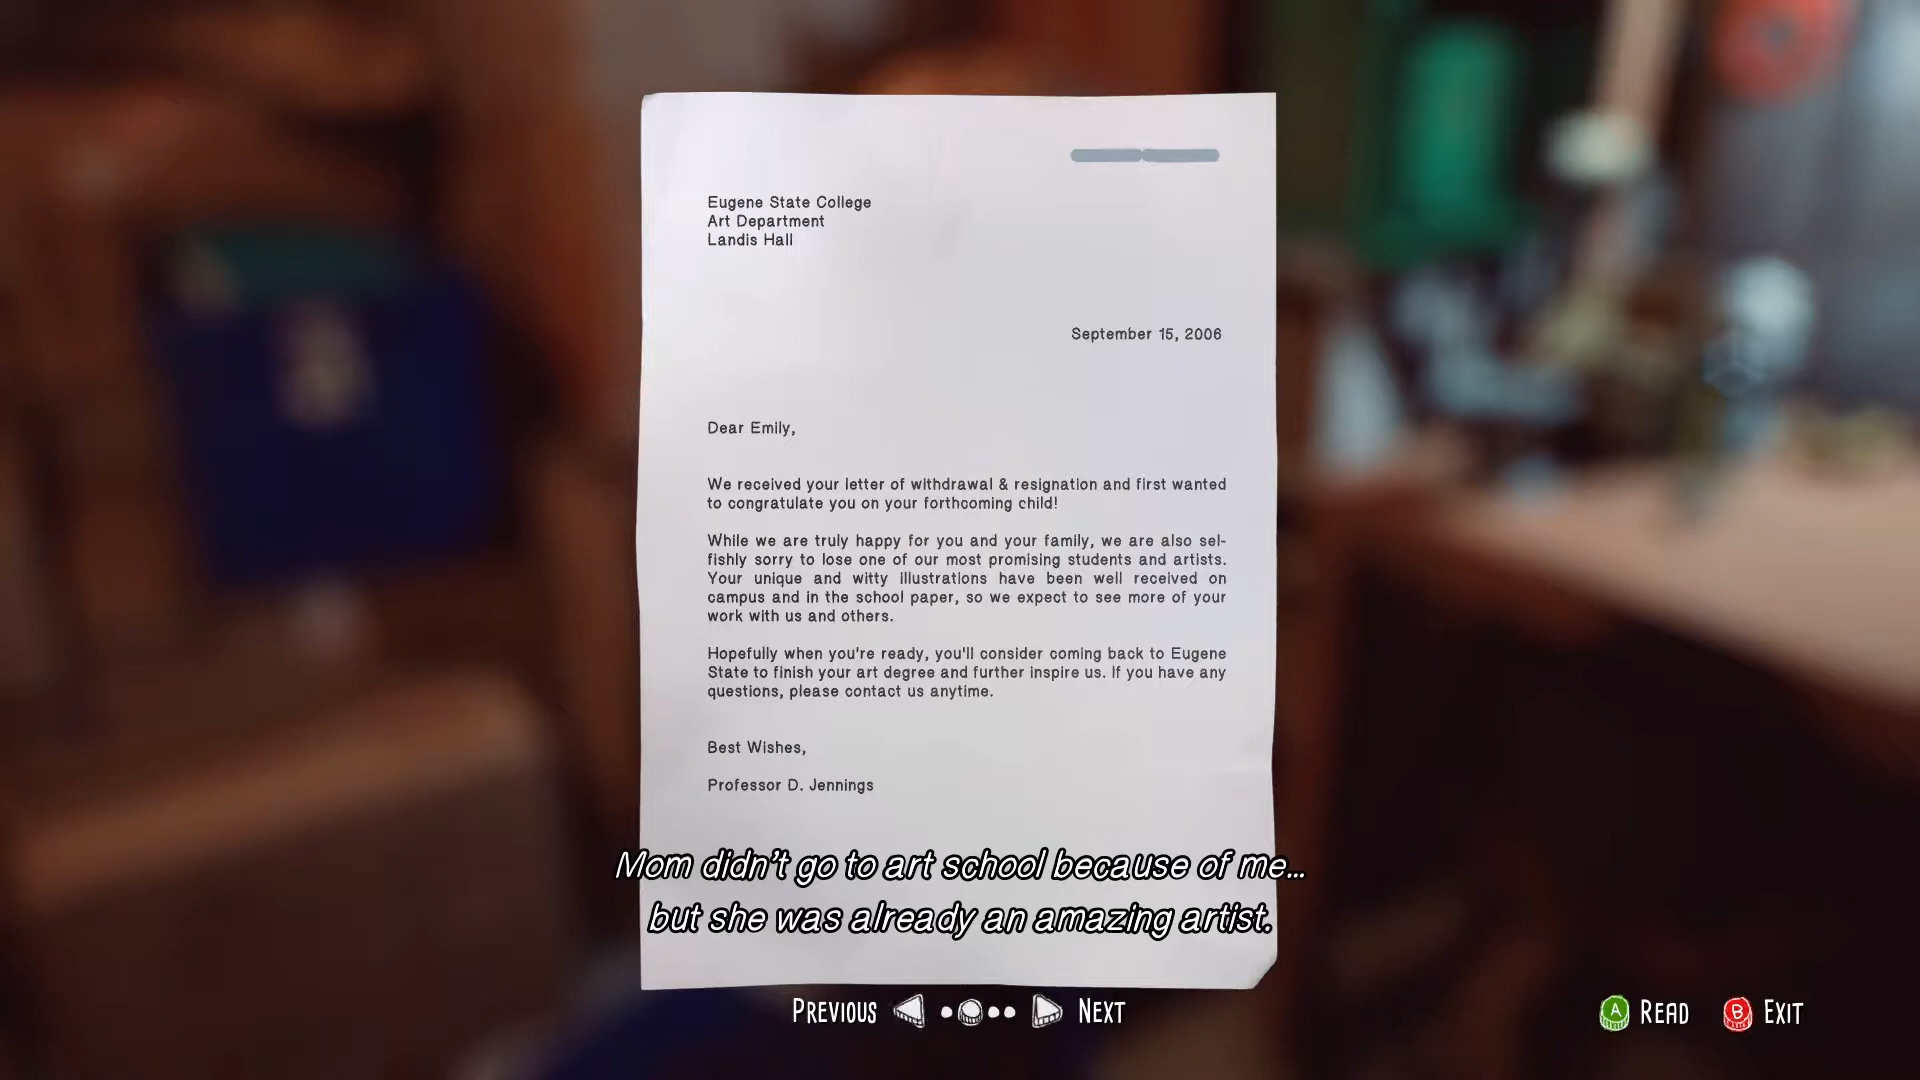 Eugene State College
Art Department
Landis Hall
September 15, 2006
Dear Emily,
We received your letter of withdrawal & resignation and first wanted
to congratulate you on your forthcoming child!
While we are truly happy for you and your family, we are also sel-
fishly sorry to lose one of our most promising students and artists.
Your unique and witty illustrations have been well received on
campus and in the school paper, so we expect to see more of your
work with us and others.
Hopefully when you're ready, you'll consider coming back to Eugene
State to finish your art degree and further inspire us. If you have any
questions, please contact us anytime.
Best Wishes,
Professor D. Jennings
Mom didn't go to art school because of me...
but she was already an amazing artist.
PREVIOUS NEXT
A READ B EXIT